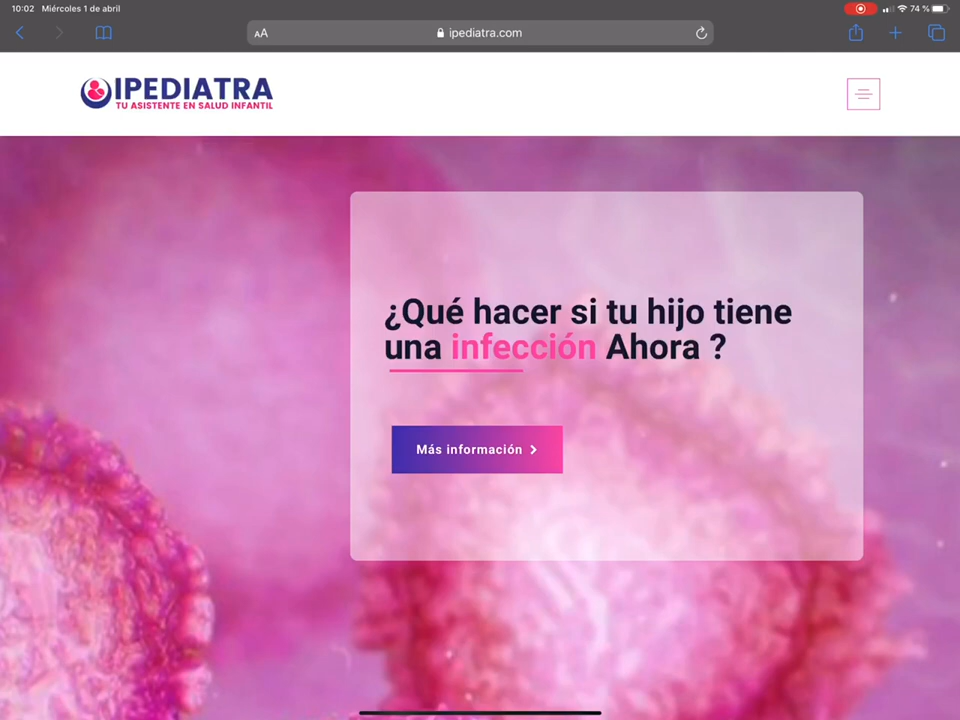 10:02 Miércoles 1 de abril
74 %
AA
ipediatra.com
IPEDIATRA
TU ASISTENTE EN SALUD INFANTIL
¿Qué hacer si tu hijo tiene
una infección Ahora ?
Más información